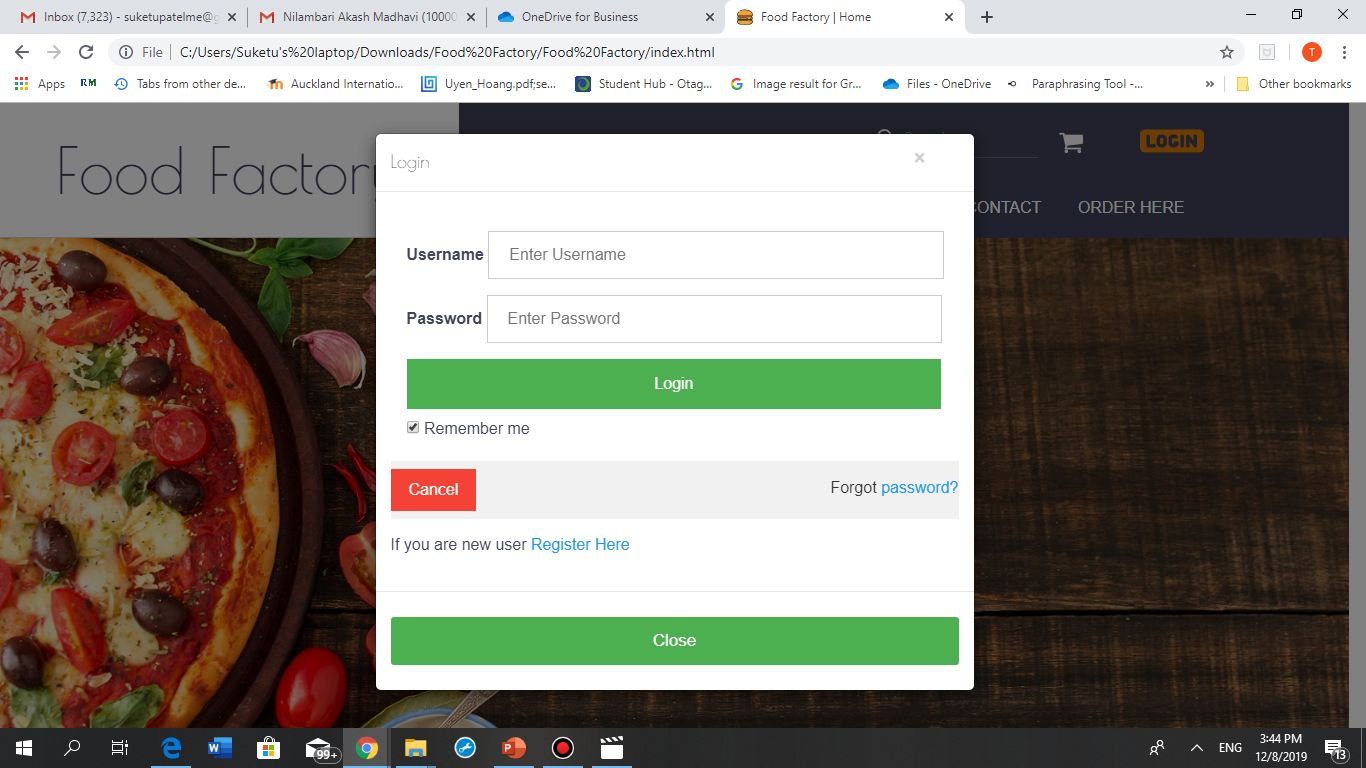 Inbox (7,323) - suketupatelme@g
Nilambari Akash Madhavi (10000
OneDrive for Business
Food Factory | Home
File
C:/Users/Suketu's%20laptop/Downloads/Food%20Factory/Food%20Factory/index.html
T
Apps
RM
Tabs from other de...
Auckland Internatio...
Uyen_Hoang.pdf;se...
Student Hub - Otag...
Image result for Gr...
Files - OneDrive
Paraphrasing Tool -...
»
Other bookmarks
Food Factory
LOGIN
CONTACT
ORDER HERE
Login
×
Username
Enter Username
Password
Enter Password
Login
Remember me
Cancel
Forgot password?
If you are new user Register Here
Close
99+
ENG
3:44 PM
12/8/2019
13